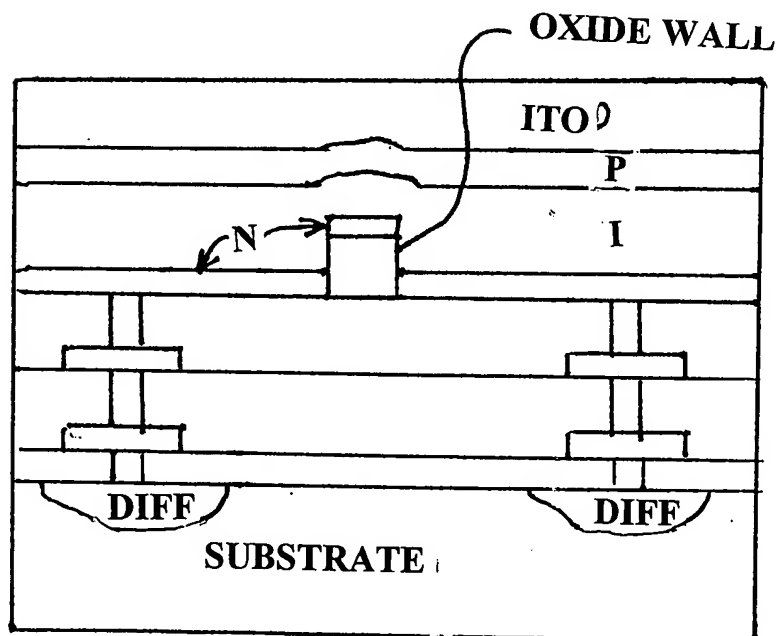 OXIDE WALL
ITO
P
N
I
DIFF
DIFF
SUBSTRATE